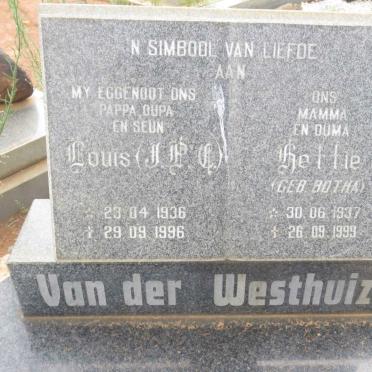 'N SIMBOOL VAN LIEFDE
AAN
MY EGGENOOT ONS
PAPPA OUPA
EN SEUN
Louis (J.P.C)
☆ 23.04.1936
† 29.09.1996
ONS
MAMMA
EN OUMA
Hettie
(GEB. BOTHA)
☆ 30.06.1937
† 26.09.1999
Van der Westhuiz